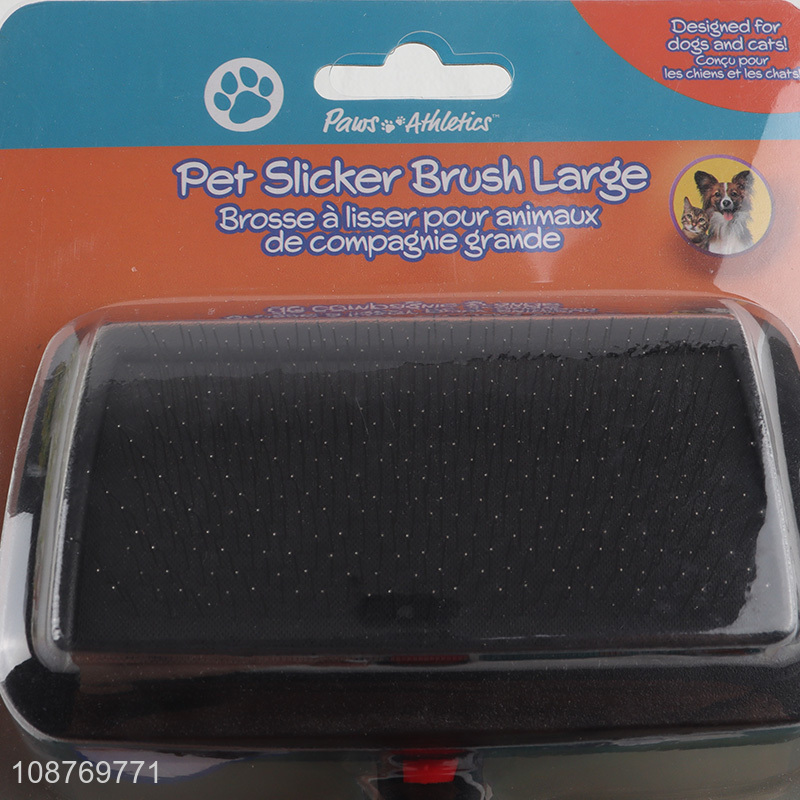 Designed for
dogs and cats!
Conçu pour
les chiens et les chats!
Paws Athletics™
Pet Slicker Brush Large
Brosse à lisser pour animaux
de compagnie grande
108769771